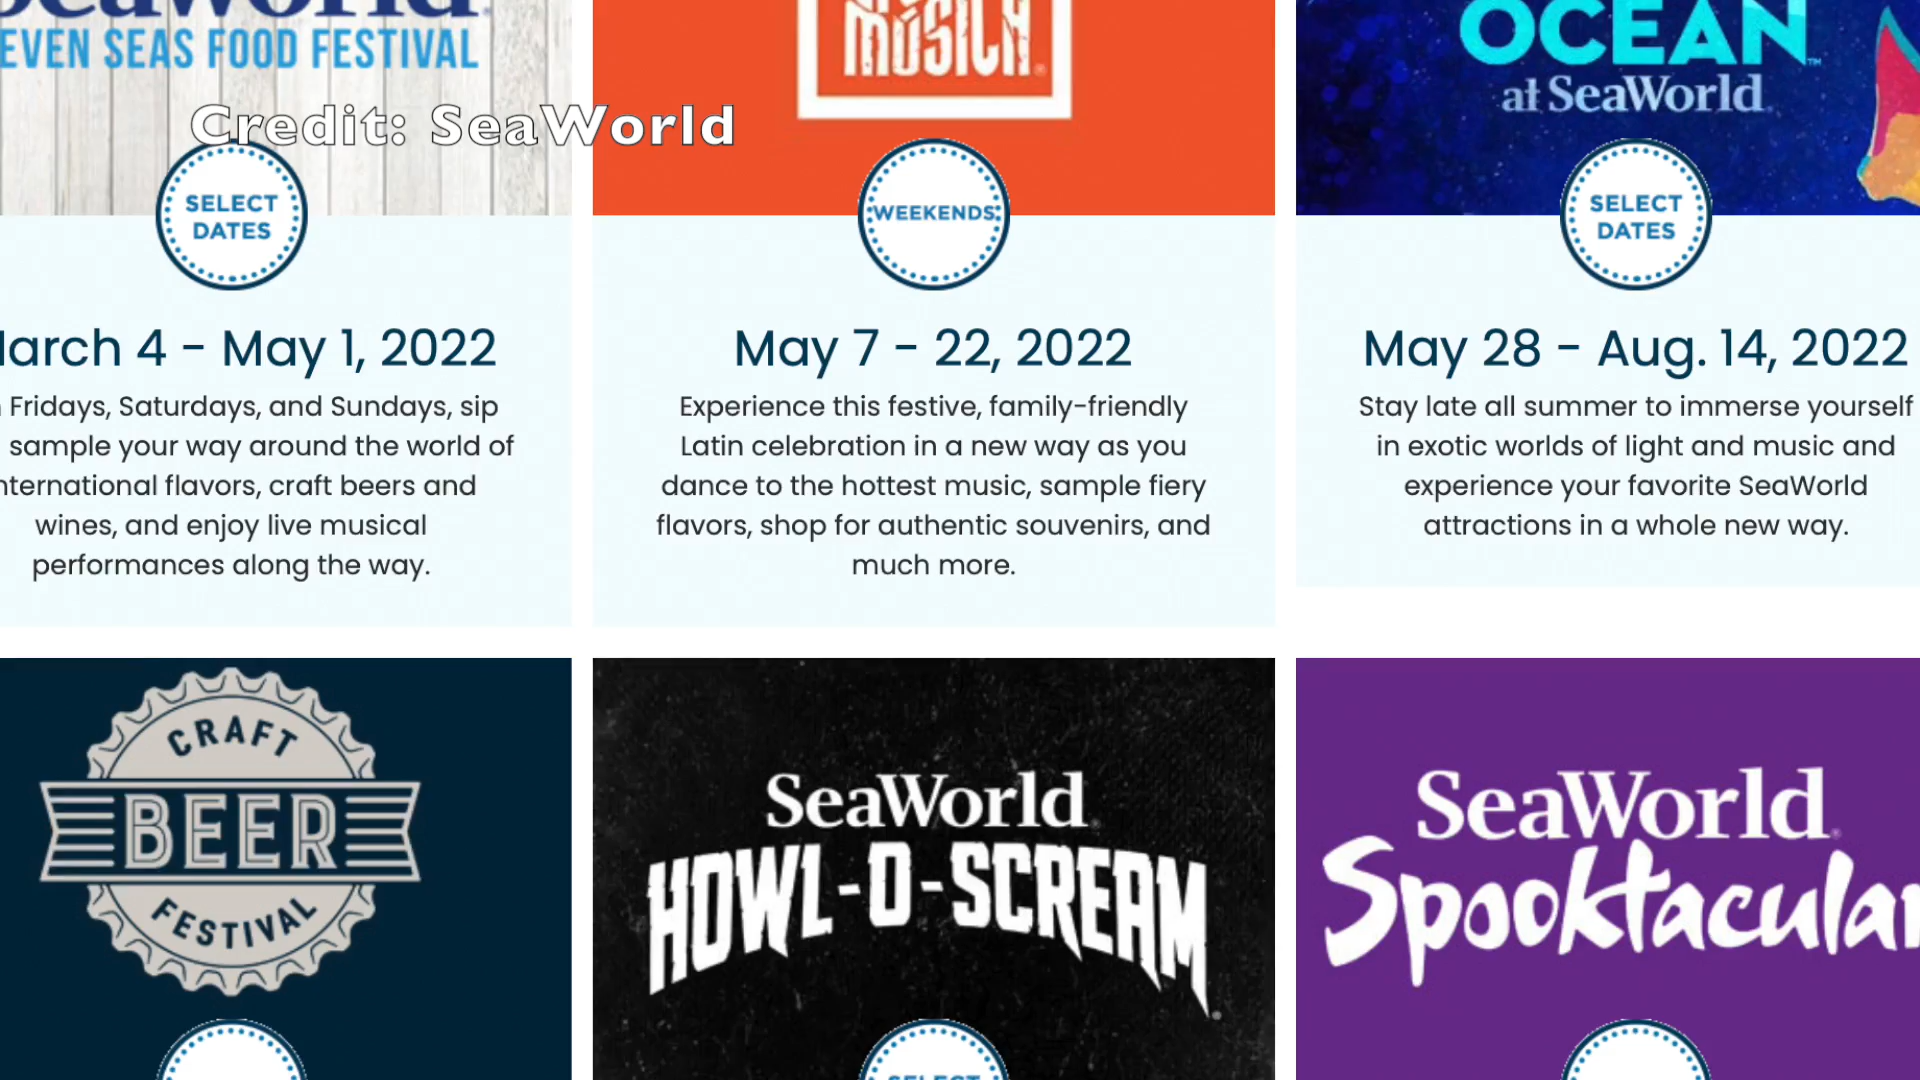 SeaWorld
EVEN SEAS FOOD FESTIVAL
Credit: SeaWorld
SELECT
DATES
March 4 - May 1, 2022
Fridays, Saturdays, and Sundays, sip
sample your way around the world of
nternational flavors, craft beers and
wines, and enjoy live musical
performances along the way.
MÚSICA
WEEKENDS
May 7 - 22, 2022
Experience this festive, family-friendly
Latin celebration in a new way as you
dance to the hottest music, sample fiery
flavors, shop for authentic souvenirs, and
much more.
OCEAN™
at SeaWorld
SELECT
DATES
May 28 - Aug. 14, 2022
Stay late all summer to immerse yourself
in exotic worlds of light and music and
experience your favorite SeaWorld
attractions in a whole new way.
CRAFT
BEER
FESTIVAL
SeaWorld
HOWL-O-SCREAM
SELECT
SeaWorld
Spooktacular